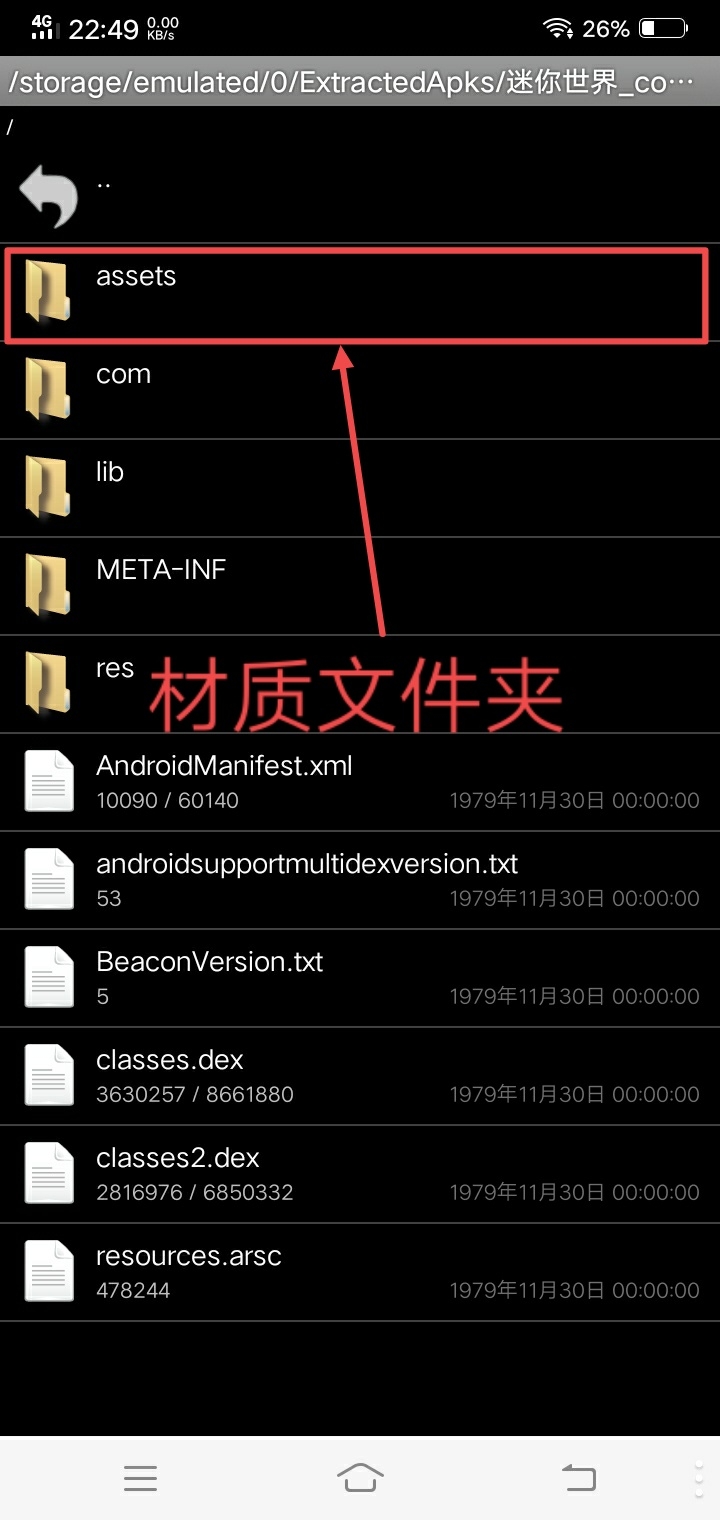 4G 22:49 0.00 KB/s 26%
/storage/emulated/0/ExtractedApks/迷你世界_co…
/
..
assets
com
lib
META-INF
res
材质文件夹
AndroidManifest.xml
10090 / 60140 1979年11月30日 00:00:00
androidsupportmultidexversion.txt
53 1979年11月30日 00:00:00
BeaconVersion.txt
5 1979年11月30日 00:00:00
classes.dex
3630257 / 8661880 1979年11月30日 00:00:00
classes2.dex
2816976 / 6850332 1979年11月30日 00:00:00
resources.arsc
478244 1979年11月30日 00:00:00